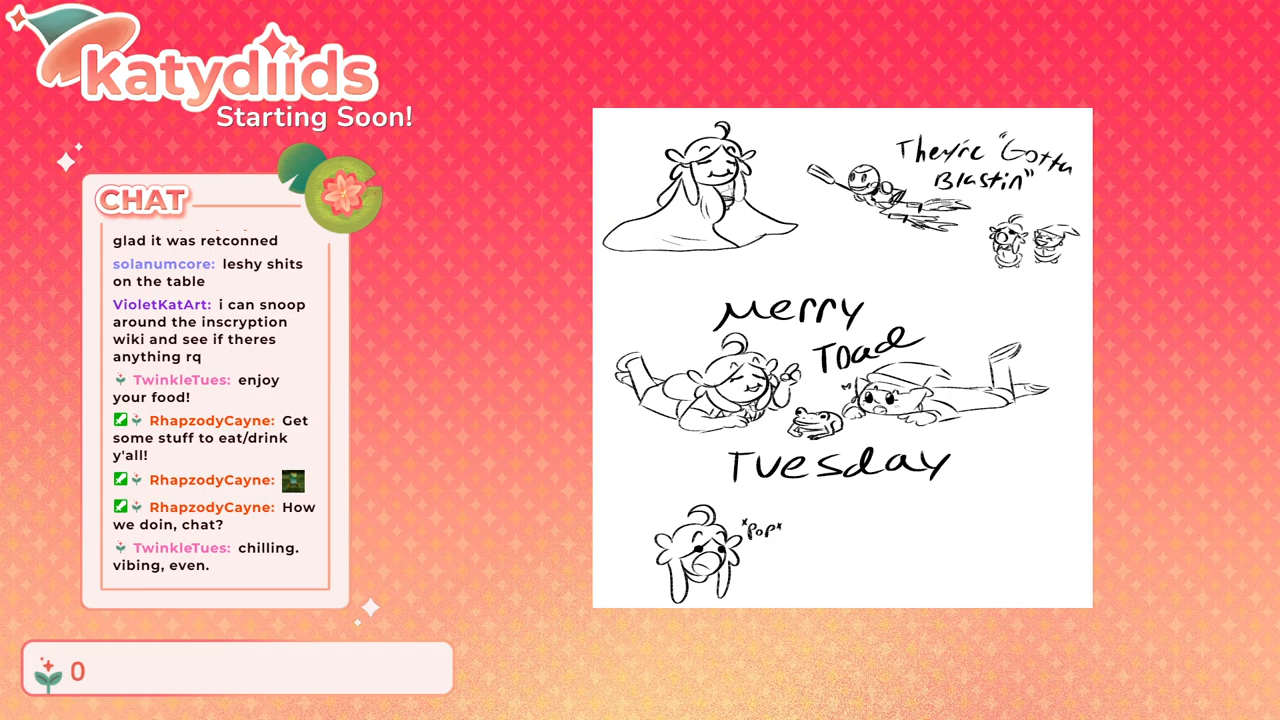 Katydiids
Starting Soon!
CHAT
glad it was retconned
solanumcore: leshy shits
on the table
VioletKatArt: i can snoop
around the inscryption
wiki and see if theres
anything rq
TwinkleTues: enjoy
your food!
RhapzodyCayne: Get
some stuff to eat/drink
y'all!
RhapzodyCayne:
RhapzodyCayne: How
we doin, chat?
TwinkleTues: chilling.
vibing, even.
0
They're "Gotta
Blastin"
Merry
Toad
Tuesday
*pop*